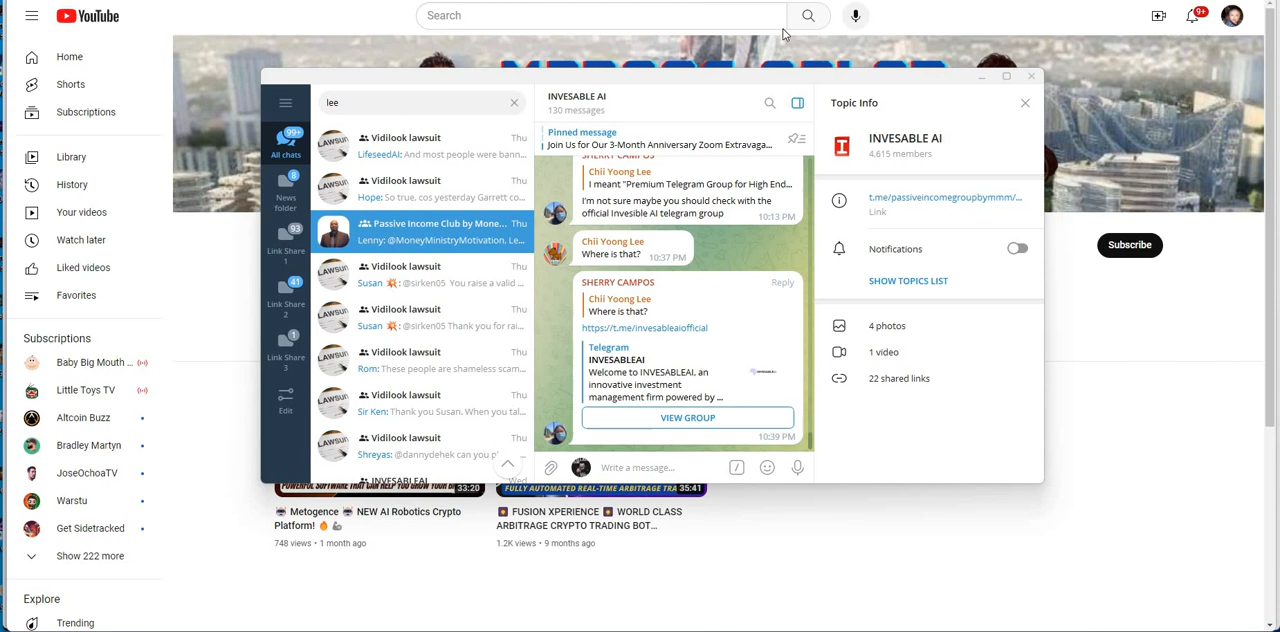 YouTube
Search
9+
Home
Shorts
Subscriptions
Library
History
Your videos
Watch later
Liked videos
Favorites
Subscriptions
Baby Big Mouth ...
Little Toys TV
Altcoin Buzz
Bradley Martyn
JoseOchoaTV
Warstu
Get Sidetracked
Show 222 more
Explore
Trending
99+
All chats
8
News
folder
93
Link Share
1
41
Link Share
2
1
Link Share
3
Edit
lee
Vidilook lawsuit Thu
LifeseedAI: And most people were bann...
Vidilook lawsuit Thu
Hope: So true, cos yesterday Garrett co...
Passive Income Club by Mone... Thu
Lenny: @MoneyMinistryMotivation, Le...
Vidilook lawsuit Thu
Susan 💥: @sirken05 You raise a valid ...
Vidilook lawsuit Thu
Susan 💥: @sirken05 Thank you for rai...
Vidilook lawsuit Thu
Rom: These people are shameless scam...
Vidilook lawsuit Thu
Sir Ken: Thank you Susan. When you tal...
Vidilook lawsuit Thu
Shreyas: @dannydehek can you pl...
INVESABLEAI Wed
INVESABLE AI
130 messages
Pinned message
Join Us for Our 3-Month Anniversary Zoom Extravaga...
SHERRY CAMPOS
Chii Yoong Lee
I meant "Premium Telegram Group for High End...
I'm not sure maybe you should check with the
official Invesible AI telegram group
10:13 PM
Chii Yoong Lee
Where is that? 10:37 PM
SHERRY CAMPOS Reply
Chii Yoong Lee
Where is that?
https://t.me/invesableaiofficial
Telegram
INVESABLEAI
Welcome to INVESABLEAI, an
innovative investment
management firm powered by ...
VIEW GROUP
10:39 PM
Write a message...
Topic Info
INVESABLE AI
4,615 members
t.me/passiveincomegroupbymmm/...
Link
Notifications
SHOW TOPICS LIST
4 photos
1 video
22 shared links
Subscribe
33:20
FULLY AUTOMATED REAL-TIME ARBITRAGE TRA
35:41
Metogence 🤖 NEW AI Robotics Crypto
Platform! 🔥 🦾
748 views • 1 month ago
FUSION XPERIENCE 🎇 WORLD CLASS
ARBITRAGE CRYPTO TRADING BOT...
1.2K views • 9 months ago